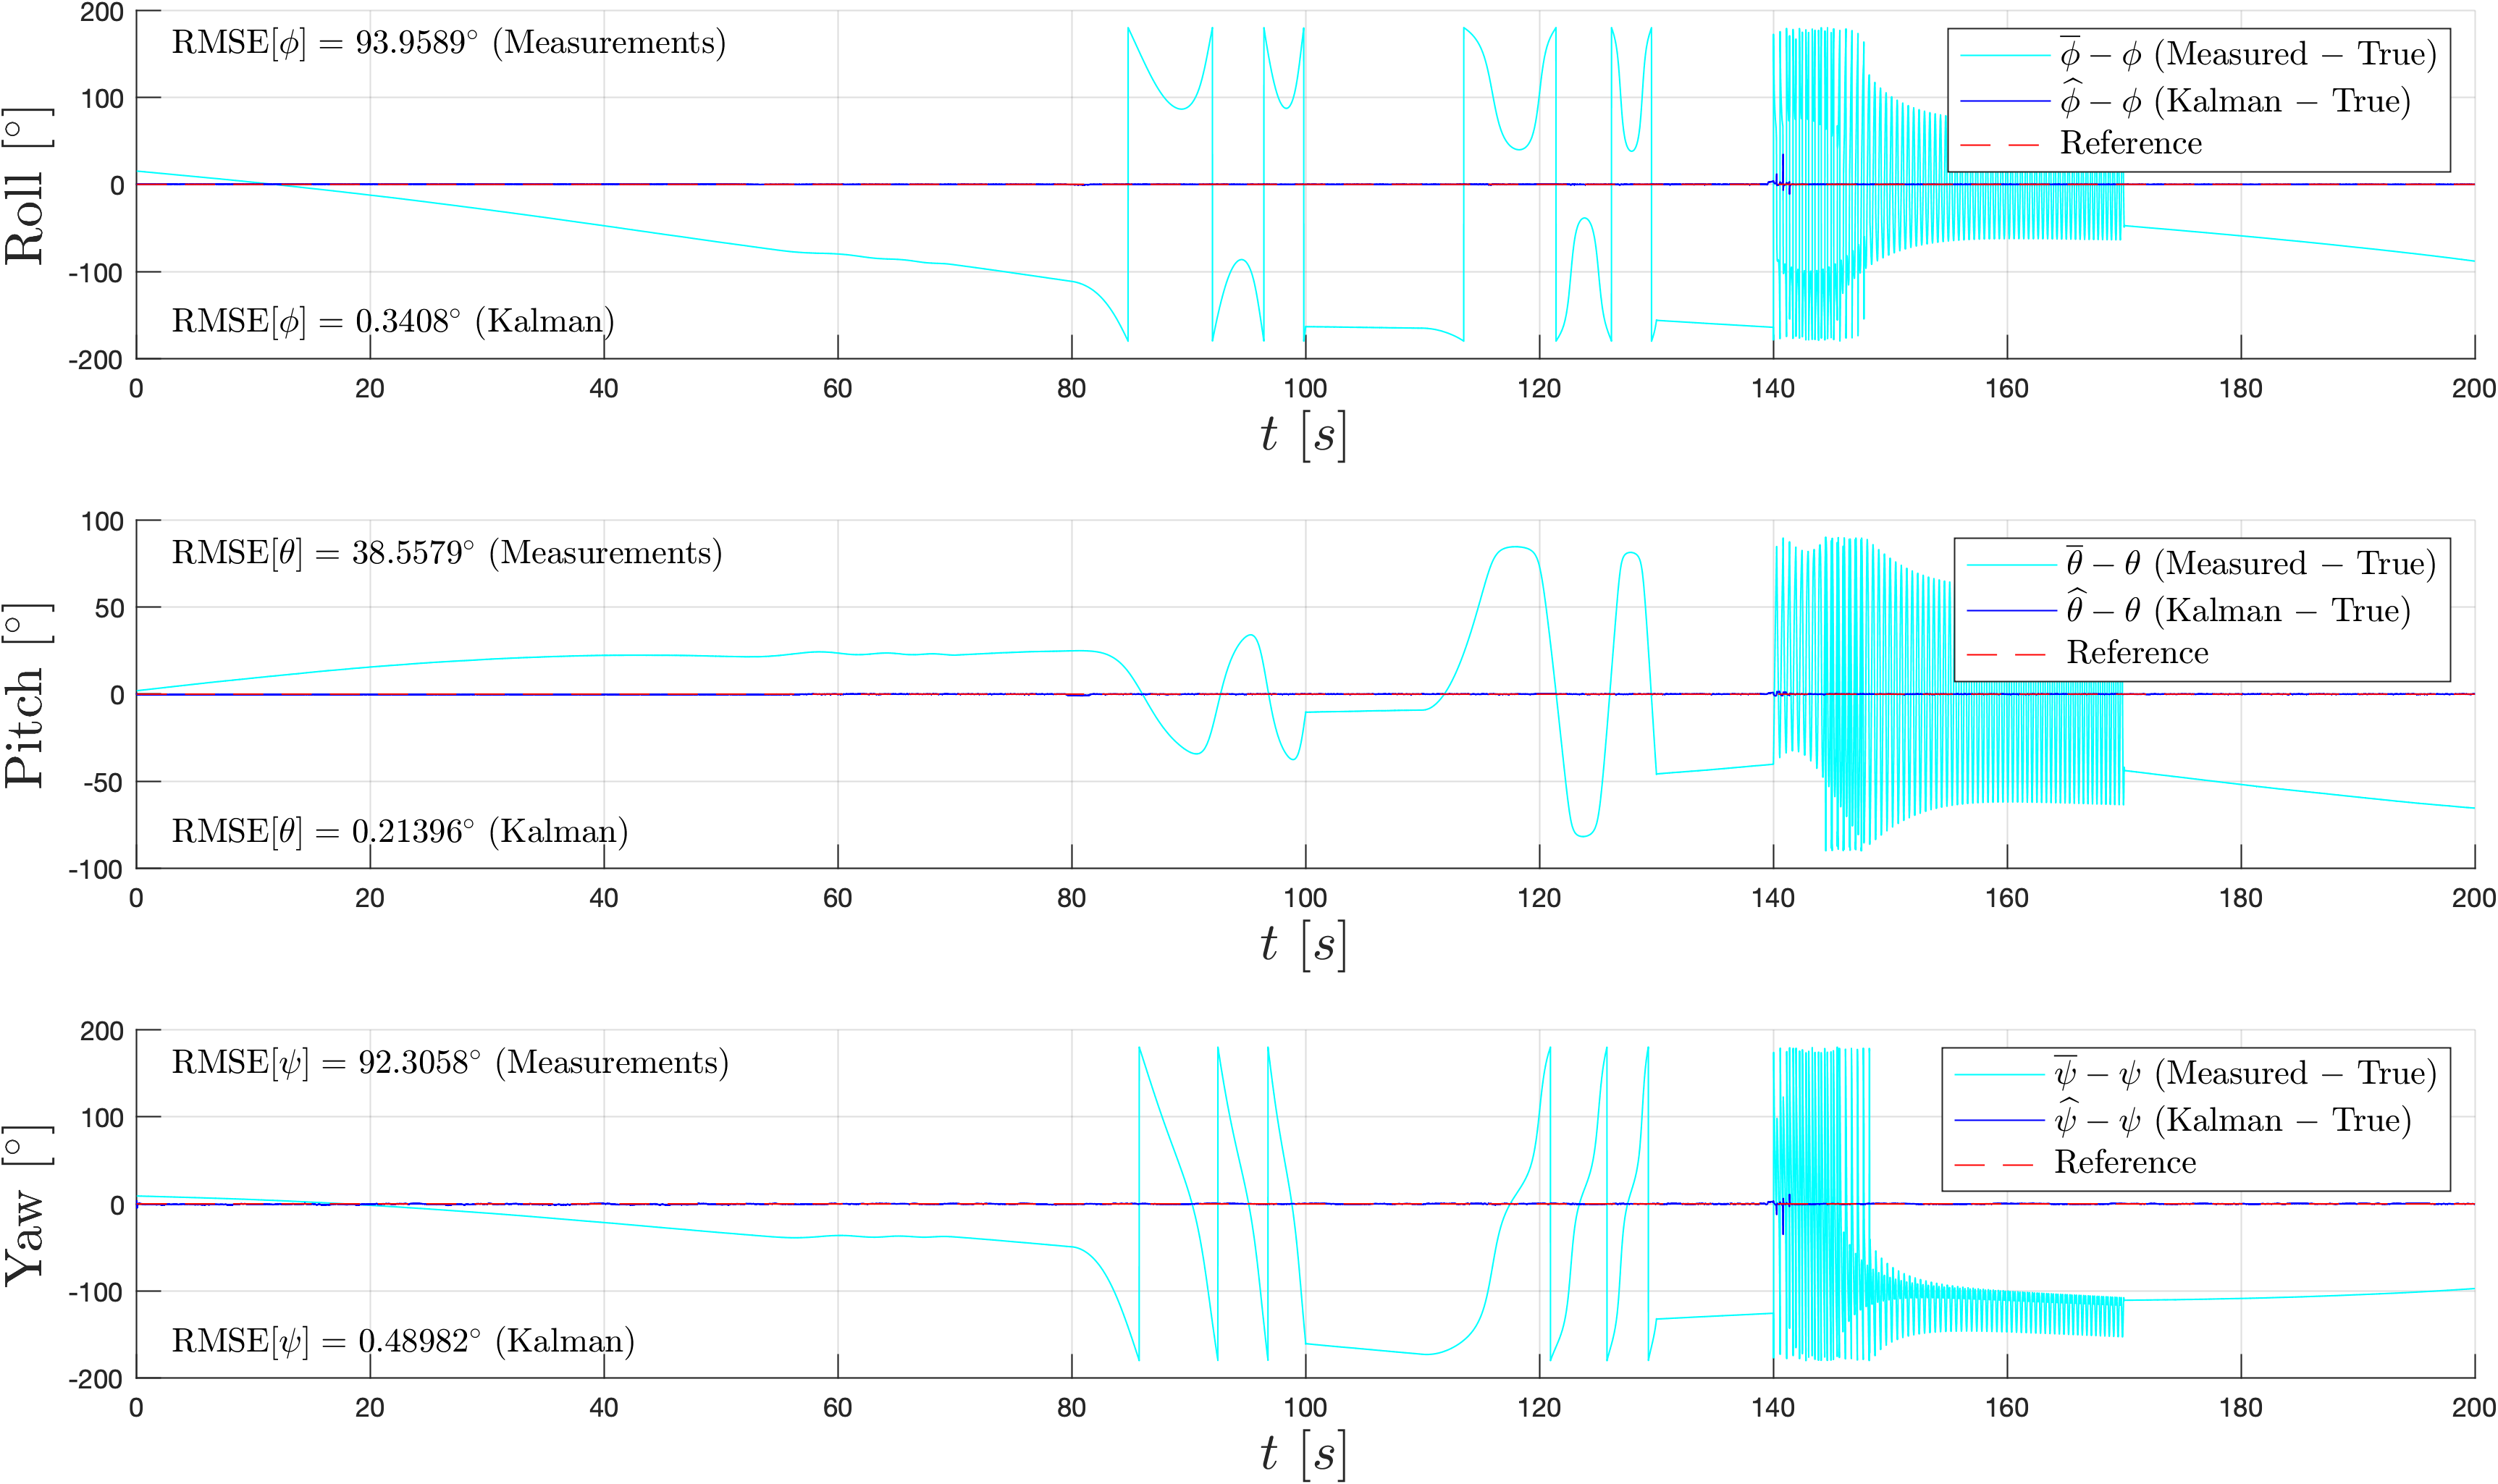 200
RMSE[ϕ] = 93.9589° (Measurements)
ϕ̅ − ϕ (Measured − True)
100
ϕ̂ − ϕ (Kalman − True)
Reference
Roll [°]
0
-100
RMSE[ϕ] = 0.3408° (Kalman)
-200
0 20 40 60 80 100 120 140 160 180 200
t [s]
100
RMSE[θ] = 38.5579° (Measurements)
θ̅ − θ (Measured − True)
50
θ̂ − θ (Kalman − True)
Reference
Pitch [°]
0
-50
RMSE[θ] = 0.21396° (Kalman)
-100
0 20 40 60 80 100 120 140 160 180 200
t [s]
200
RMSE[ψ] = 92.3058° (Measurements)
ψ̅ − ψ (Measured − True)
100
ψ̂ − ψ (Kalman − True)
Reference
Yaw [°]
0
-100
RMSE[ψ] = 0.48982° (Kalman)
-200
0 20 40 60 80 100 120 140 160 180 200
t [s]